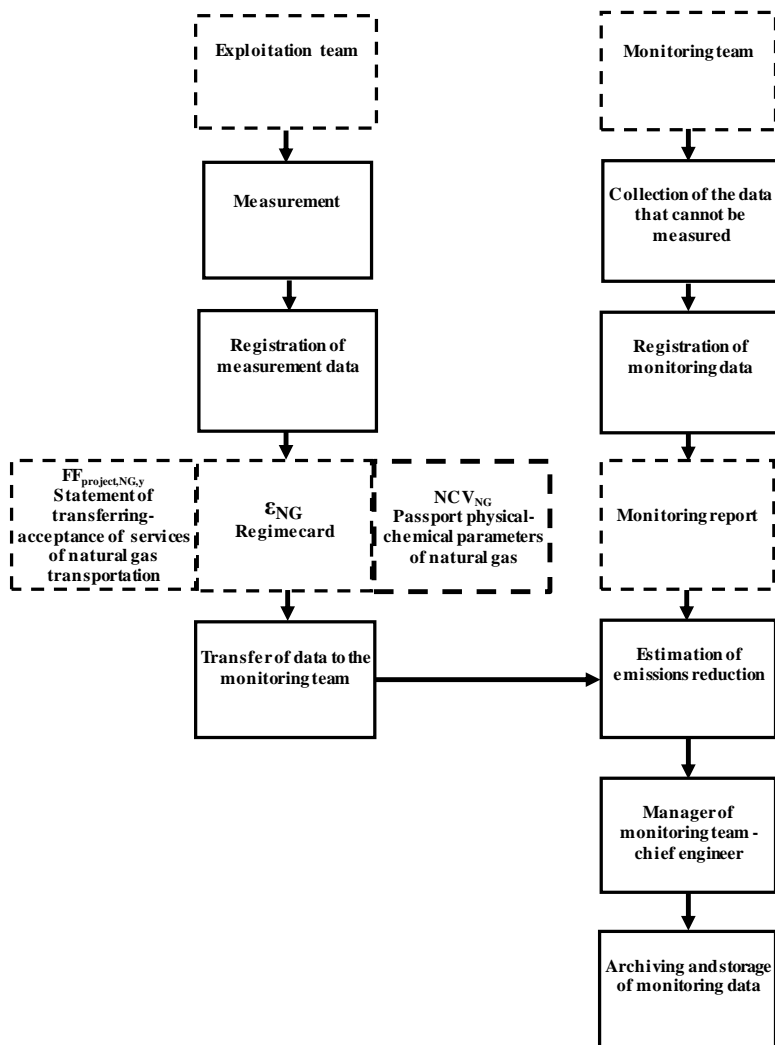 Exploitation team
Monitoring team
Measurement
Collection of the data
that cannot be
measured
Registration of
measurement data
Registration of
monitoring data
FFproject,NG,y
Statement of
transferring-
acceptance of services
of natural gas
transportation
εNG
Regimecard
NCVNG
Passport physical-
chemical parameters
of natural gas
Monitoring report
Transfer of data to the
monitoring team
Estimation of
emissions reduction
Manager of
monitoring team -
chief engineer
Archiving and storage
of monitoring data